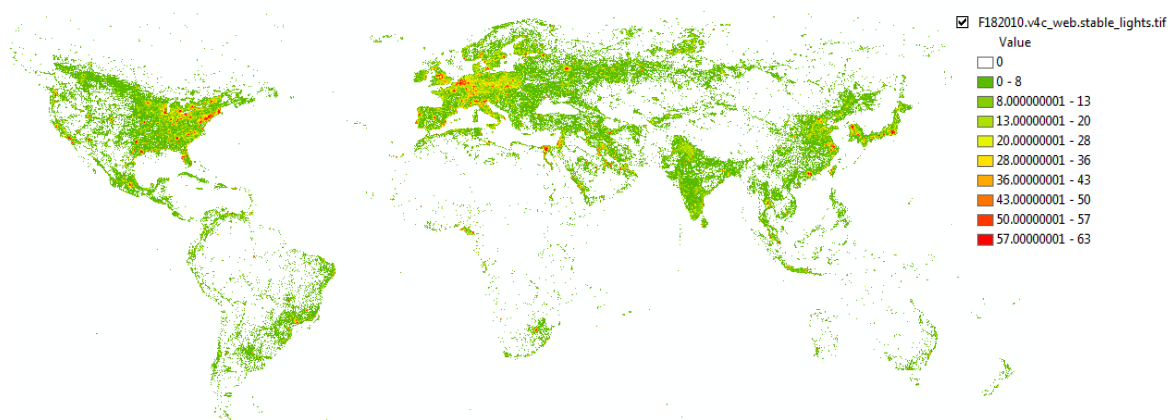 F182010.v4c_web.stable_lights.tif
Value
0
0 - 8
8.000000001 - 13
13.00000001 - 20
20.00000001 - 28
28.00000001 - 36
36.00000001 - 43
43.00000001 - 50
50.00000001 - 57
57.00000001 - 63